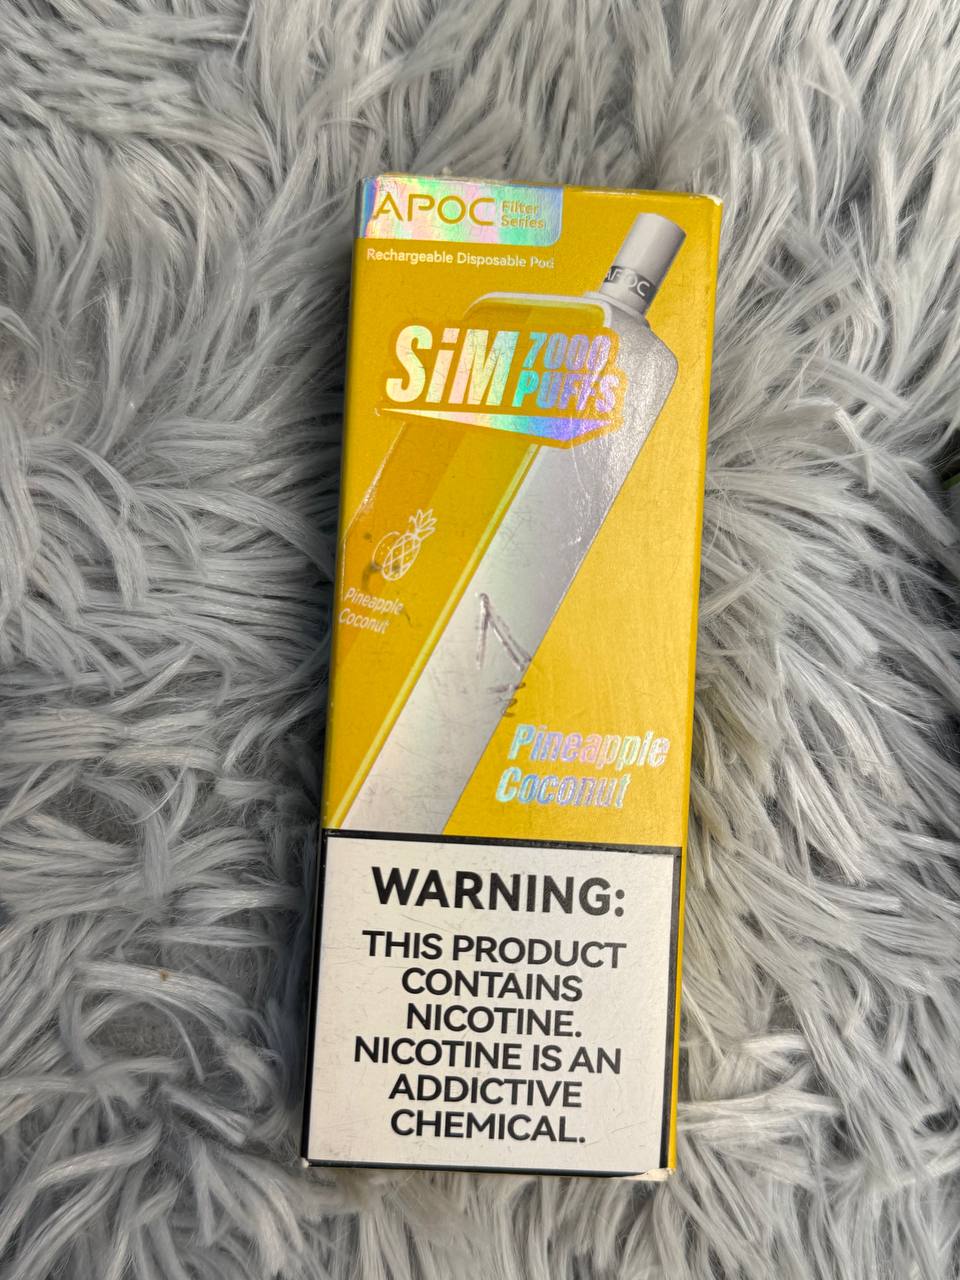 APOC Filter
Series
Rechargeable Disposable Pod
APOC
SiM 7000
PUFFS
Pineapple
Coconut
Pineapple
Coconut
WARNING:
THIS PRODUCT
CONTAINS
NICOTINE.
NICOTINE IS AN
ADDICTIVE
CHEMICAL.